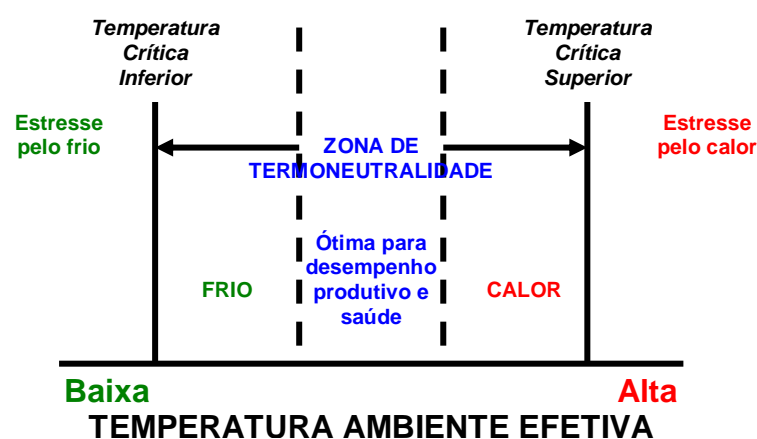 Temperatura
Crítica
Inferior
Temperatura
Crítica
Superior
Estresse
pelo frio
ZONA DE
TERMONEUTRALIDADE
Estresse
pelo calor
FRIO
Ótima para
desempenho
produtivo e
saúde
CALOR
Baixa
Alta
TEMPERATURA AMBIENTE EFETIVA